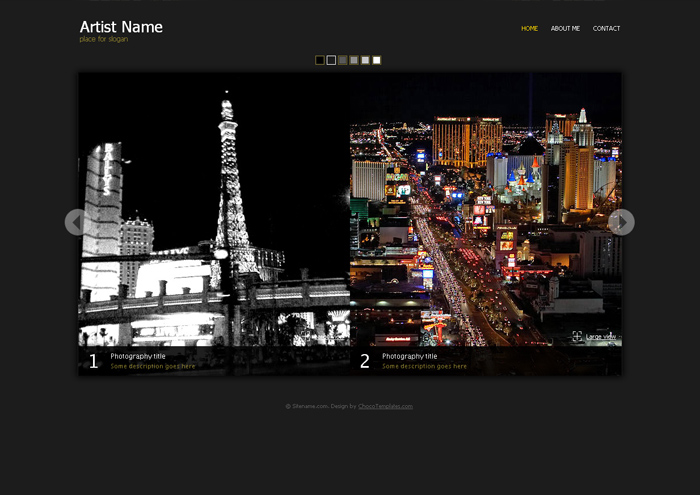 Artist Name
place for slogan
HOME ABOUT ME CONTACT
Large view
1 Photography title
Some description goes here
2 Photography title
Some description goes here
© Sitename.com. Design by ChocoTemplates.com